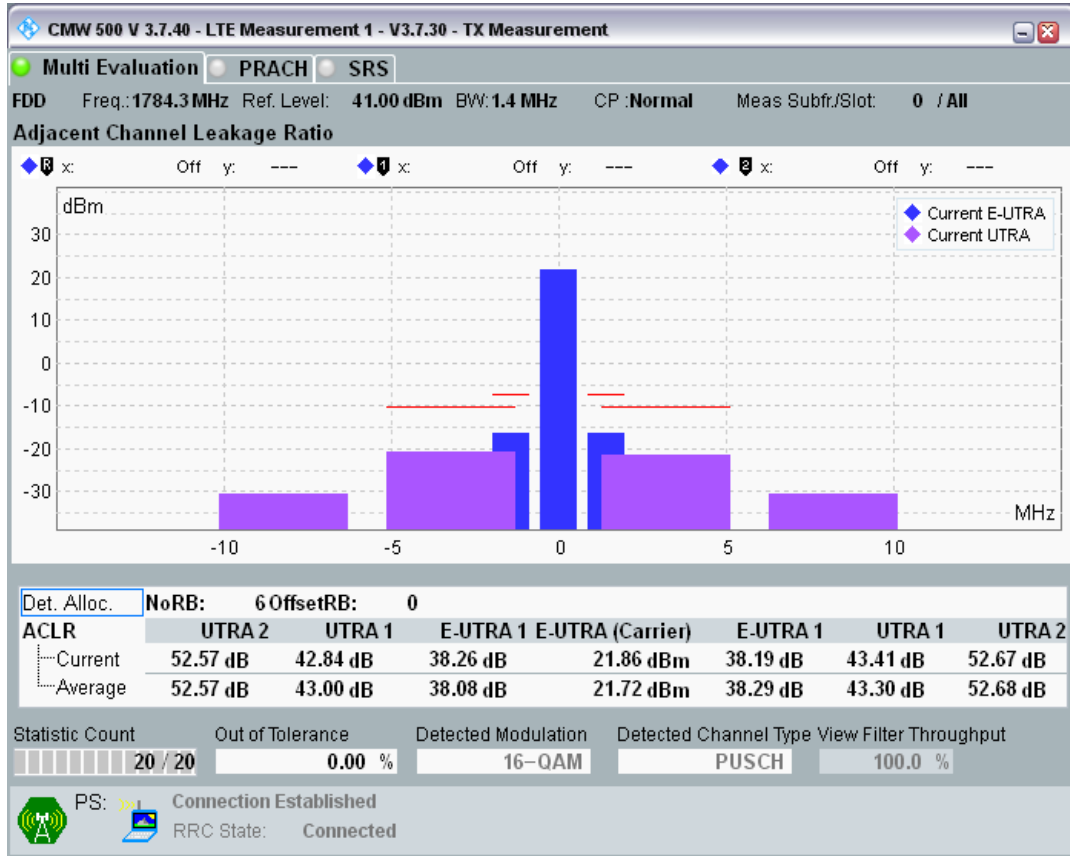 CMW 500 V 3.7.40 - LTE Measurement 1 - V3.7.30 - TX Measurement
Multi Evaluation PRACH SRS
FDD Freq.: 1784.3 MHz Ref. Level: 41.00 dBm BW: 1.4 MHz CP : Normal Meas Subfr./Slot: 0 / All
Adjacent Channel Leakage Ratio
R x: Off y: --- 1 x: Off y: --- 2 x: Off y: ---
dBm
Current E-UTRA
Current UTRA
30
20
10
0
-10
-20
-30
MHz
-10 -5 0 5 10
Det. Alloc. NoRB: 6 OffsetRB: 0
ACLR UTRA 2 UTRA 1 E-UTRA 1 E-UTRA (Carrier) E-UTRA 1 UTRA 1 UTRA 2
Current 52.57 dB 42.84 dB 38.26 dB 21.86 dBm 38.19 dB 43.41 dB 52.67 dB
Average 52.57 dB 43.00 dB 38.08 dB 21.72 dBm 38.29 dB 43.30 dB 52.68 dB
Statistic Count Out of Tolerance Detected Modulation Detected Channel Type View Filter Throughput
20 / 20 0.00 % 16-QAM PUSCH 100.0 %
PS: Connection Established
RRC State: Connected